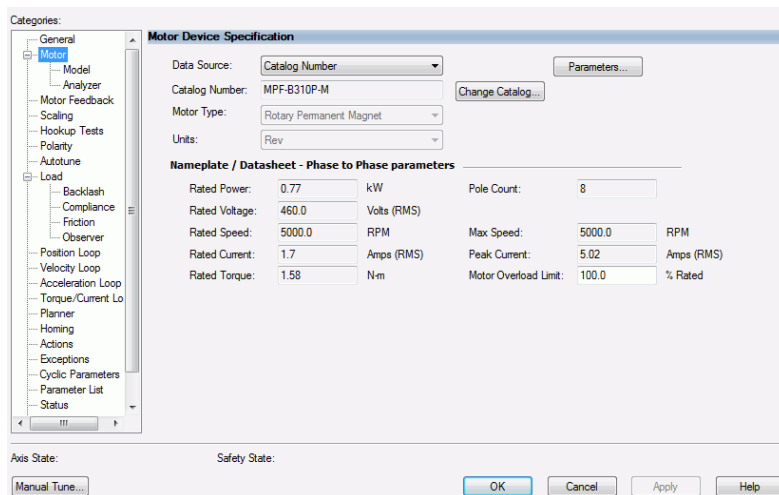 Categories:
General
Motor
Model
Analyzer
Motor Feedback
Scaling
Hookup Tests
Polarity
Autotune
Load
Backlash
Compliance
Friction
Observer
Position Loop
Velocity Loop
Acceleration Loop
Torque/Current Lo
Planner
Homing
Actions
Exceptions
Cyclic Parameters
Parameter List
Status
Motor Device Specification
Data Source: Catalog Number Parameters...
Catalog Number: MPF-B310P-M Change Catalog...
Motor Type: Rotary Permanent Magnet
Units: Rev
Nameplate / Datasheet - Phase to Phase parameters
Rated Power: 0.77 kW Pole Count: 8
Rated Voltage: 460.0 Volts (RMS)
Rated Speed: 5000.0 RPM Max Speed: 5000.0 RPM
Rated Current: 1.7 Amps (RMS) Peak Current: 5.02 Amps (RMS)
Rated Torque: 1.58 N-m Motor Overload Limit: 100.0 % Rated
Axis State: Safety State:
Manual Tune... OK Cancel Apply Help